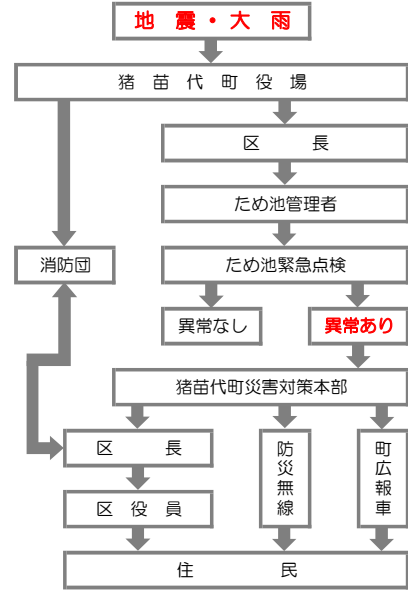 地 震・大 雨
猪 苗 代 町 役 場
区 長
ため池管理者
消防団
ため池緊急点検
異常なし
異常あり
猪苗代町災害対策本部
区 長
防災無線
町広報車
区 役 員
住 民